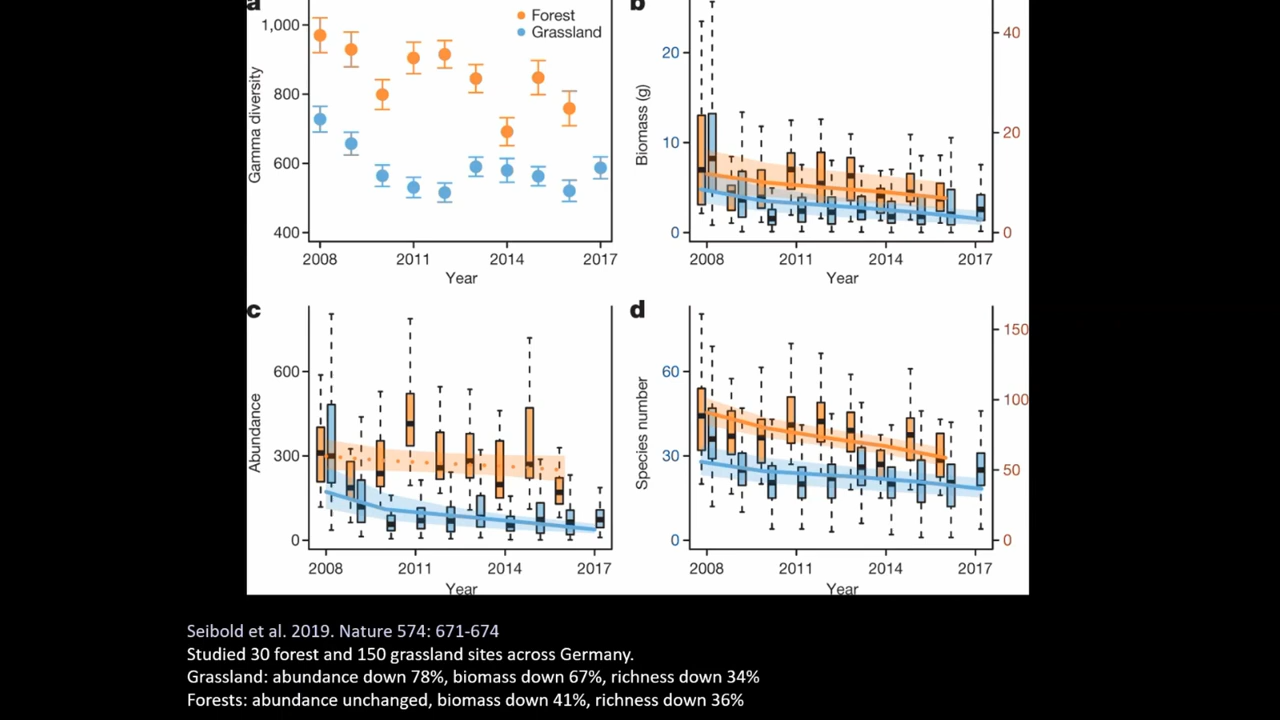 a
1,000
800
600
400
Gamma diversity
Forest
Grassland
2008 2011 2014 2017
Year
b
20
10
0
Biomass (g)
40
20
0
2008 2011 2014 2017
Year
c
600
300
0
Abundance
2008 2011 2014 2017
Year
d
60
30
0
Species number
150
100
50
0
2008 2011 2014 2017
Year
Seibold et al. 2019. Nature 574: 671-674
Studied 30 forest and 150 grassland sites across Germany.
Grassland: abundance down 78%, biomass down 67%, richness down 34%
Forests: abundance unchanged, biomass down 41%, richness down 36%